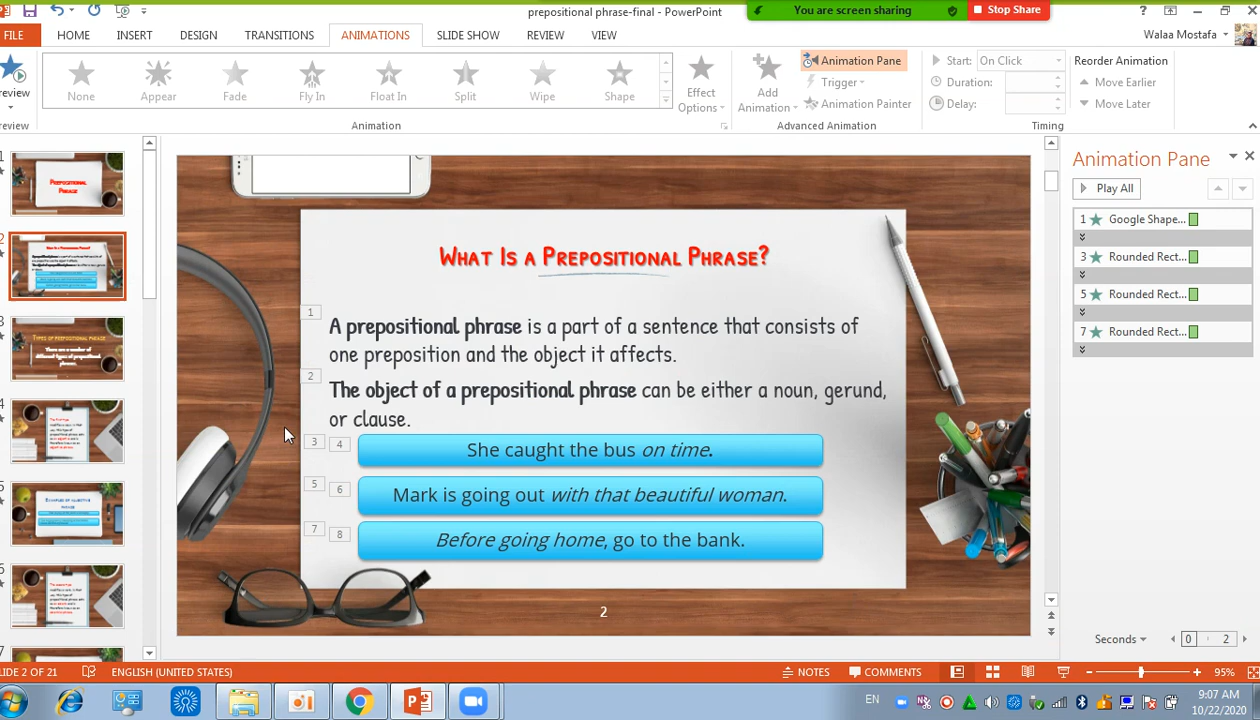 prepositional phrase-final - PowerPoint
You are screen sharing
Stop Share
FILE HOME INSERT DESIGN TRANSITIONS ANIMATIONS SLIDE SHOW REVIEW VIEW
Walaa Mostafa
None Appear Fade Fly In Float In Split Wipe Shape
Effect Options
Add Animation
Animation Pane
Trigger
Animation Painter
Start: On Click
Duration:
Delay:
Reorder Animation
Move Earlier
Move Later
Animation
Advanced Animation
Timing
Prepositional
Phrase
What Is a Prepositional Phrase?
1
A prepositional phrase is a part of a sentence that consists of
one preposition and the object it affects.
2
The object of a prepositional phrase can be either a noun, gerund,
or clause.
3 4
She caught the bus on time.
5 6
Mark is going out with that beautiful woman.
7 8
Before going home, go to the bank.
2
Animation Pane
Play All
1 Google Shape...
3 Rounded Rect...
5 Rounded Rect...
7 Rounded Rect...
Seconds 0 2
LIDE 2 OF 21 ENGLISH (UNITED STATES) NOTES COMMENTS 95%
EN
9:07 AM
10/22/2020